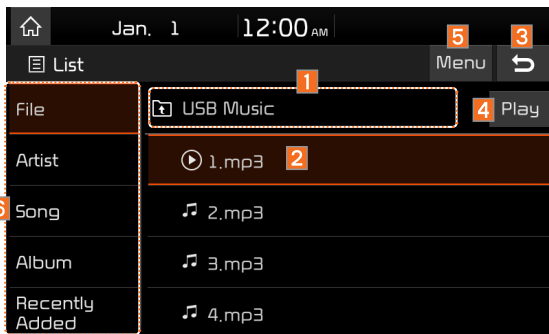 Jan. 1 12:00 AM
5 3
List Menu
1
File USB Music 4 Play
Artist 1.mp3 2
6 Song 2.mp3
Album 3.mp3
Recently
Added 4.mp3